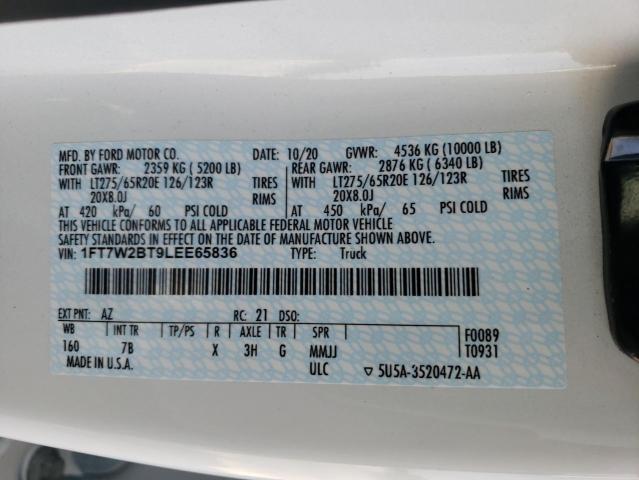 MFD. BY FORD MOTOR CO. DATE: 10/20 GVWR: 4536 KG (10000 LB)
FRONT GAWR: 2359 KG ( 5200 LB) REAR GAWR: 2876 KG ( 6340 LB)
WITH LT275/65R20E 126/123R TIRES WITH LT275/65R20E 126/123R TIRES
20X8.0J RIMS 20X8.0J RIMS
AT 420 kPa/ 60 PSI COLD AT 450 kPa/ 65 PSI COLD
THIS VEHICLE CONFORMS TO ALL APPLICABLE FEDERAL MOTOR VEHICLE
SAFETY STANDARDS IN EFFECT ON THE DATE OF MANUFACTURE SHOWN ABOVE.
VIN: 1FT7W2BT9LEE65836 TYPE: Truck
EXT PNT: AZ RC: 21 DSO:
WB INT TR TP/PS R AXLE TR SPR F0089
160 7B X 3H G MMJJ T0931
MADE IN U.S.A. ULC ▽ 5U5A-3520472-AA